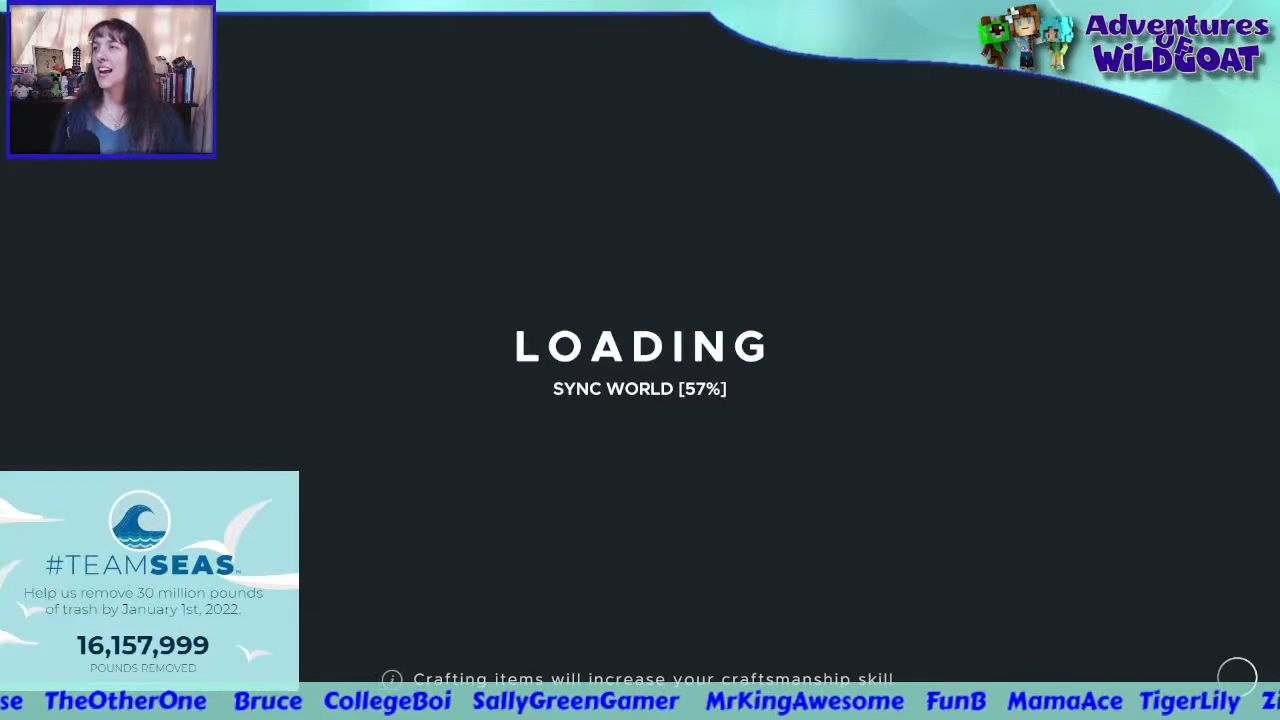 Adventures
OF
WiLDGOAT
LOADING
SYNC WORLD [57%]
#TEAMSEAS
Help us remove 30 million pounds
of trash by January 1st, 2022.
16,157,999
POUNDS REMOVED
Crafting items will increase your craftsmanship skill
se TheOtherOne Bruce CollegeBoi SallyGreenGamer MrKingAwesome FunB MamaAce TigerLily Zi